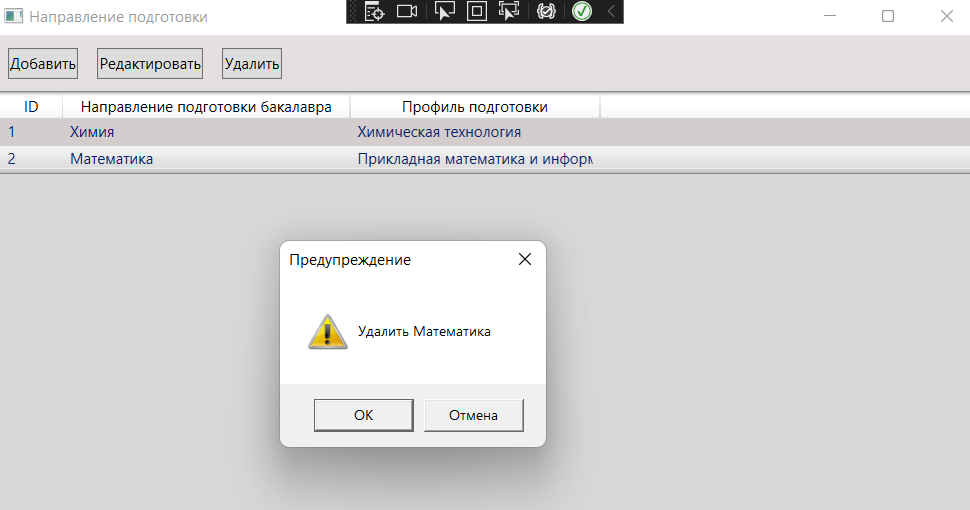 Направление подготовки
Добавить Редактировать Удалить
ID Направление подготовки бакалавра Профиль подготовки
1 Химия Химическая технология
2 Математика Прикладная математика и информ
Предупреждение
Удалить Математика
ОК Отмена